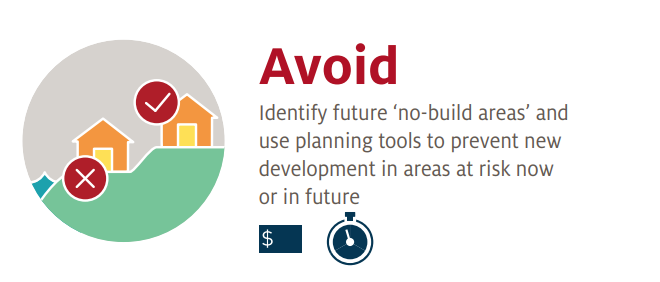 Avoid
Identify future ‘no-build areas’ and
use planning tools to prevent new
development in areas at risk now
or in future
$